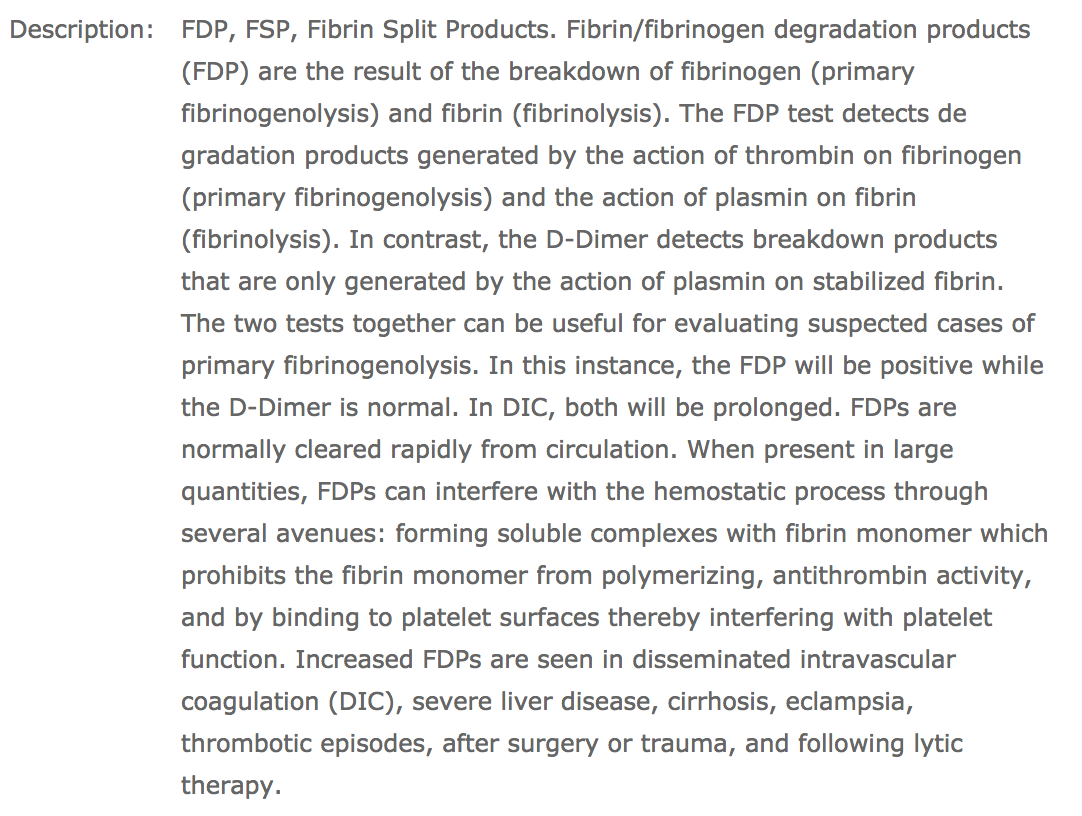 Description: FDP, FSP, Fibrin Split Products. Fibrin/fibrinogen degradation products
(FDP) are the result of the breakdown of fibrinogen (primary
fibrinogenolysis) and fibrin (fibrinolysis). The FDP test detects de
gradation products generated by the action of thrombin on fibrinogen
(primary fibrinogenolysis) and the action of plasmin on fibrin
(fibrinolysis). In contrast, the D-Dimer detects breakdown products
that are only generated by the action of plasmin on stabilized fibrin.
The two tests together can be useful for evaluating suspected cases of
primary fibrinogenolysis. In this instance, the FDP will be positive while
the D-Dimer is normal. In DIC, both will be prolonged. FDPs are
normally cleared rapidly from circulation. When present in large
quantities, FDPs can interfere with the hemostatic process through
several avenues: forming soluble complexes with fibrin monomer which
prohibits the fibrin monomer from polymerizing, antithrombin activity,
and by binding to platelet surfaces thereby interfering with platelet
function. Increased FDPs are seen in disseminated intravascular
coagulation (DIC), severe liver disease, cirrhosis, eclampsia,
thrombotic episodes, after surgery or trauma, and following lytic
therapy.